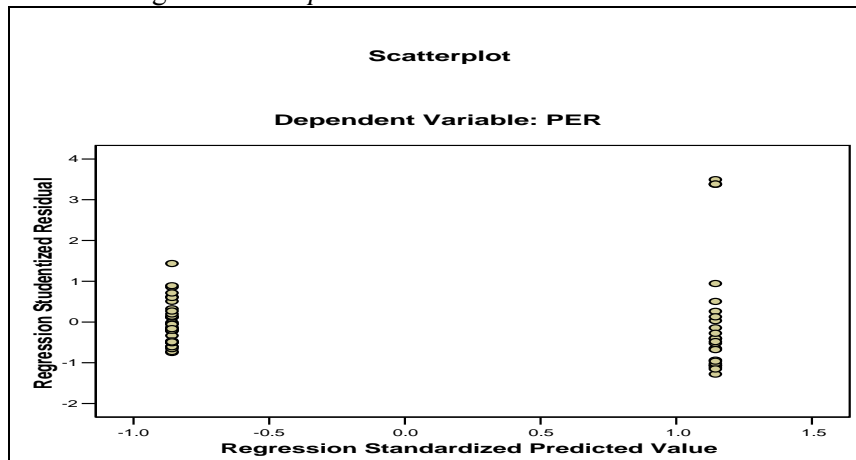 Scatterplot
Dependent Variable: PER
Regression Studentized Residual
4
3
2
1
0
-1
-2
-1.0 -0.5 0.0 0.5 1.0 1.5
Regression Standardized Predicted Value